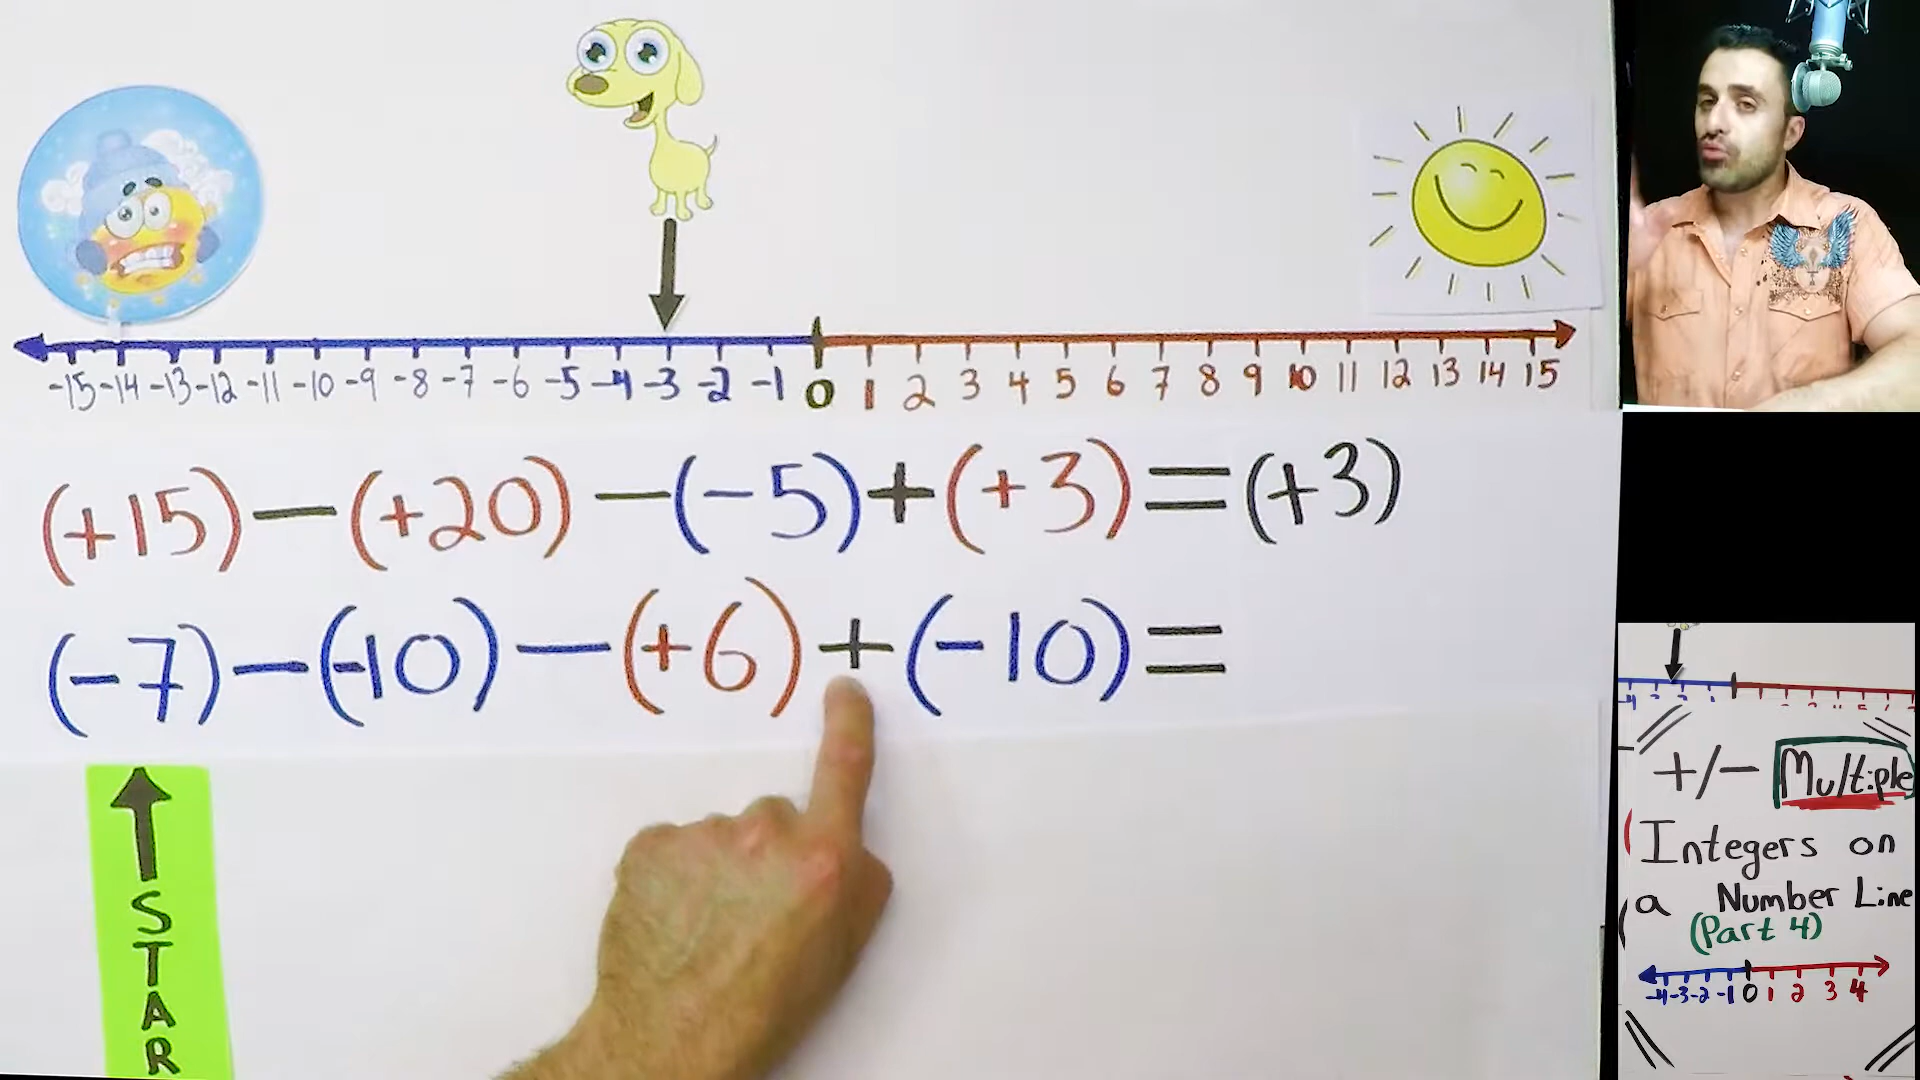 -15 -14 -13 -12 -11 -10 -9 -8 -7 -6 -5 -4 -3 -2 -1 0 1 2 3 4 5 6 7 8 9 10 11 12 13 14 15
(+15)-(+20)-(-5)+(+3)=(+3)
(-7)-(-10)-(+6)+(-10)=
STAR
+/- Multiple
Integers on
a Number Line
(Part 4)
-4 -3 -2 -1 0 1 2 3 4